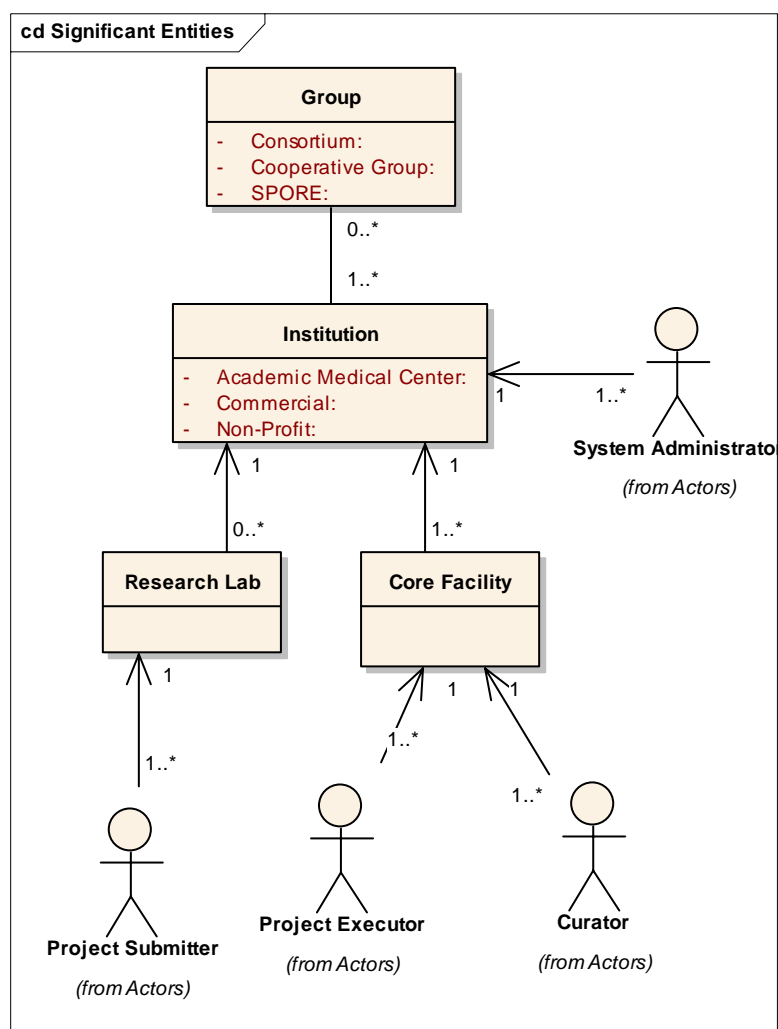 cd Significant Entities
Group
- Consortium:
- Cooperative Group:
- SPORE:
0..*
1..*
Institution
- Academic Medical Center:
- Commercial:
- Non-Profit:
1
1..*
System Administrator
(from Actors)
1
1
0..*
1..*
Research Lab
Core Facility
1
1
1
1..*
1..*
1..*
Project Submitter
(from Actors)
Project Executor
(from Actors)
Curator
(from Actors)